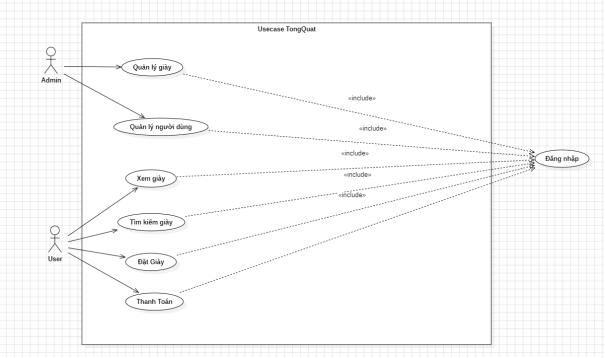 Usecase TongQuat
Admin
Quản lý giày
«include»
Quản lý người dùng
«include»
«include»
Đăng nhập
Xem giày
«include»
«include»
Tìm kiếm giày
User
Đặt Giày
Thanh Toán